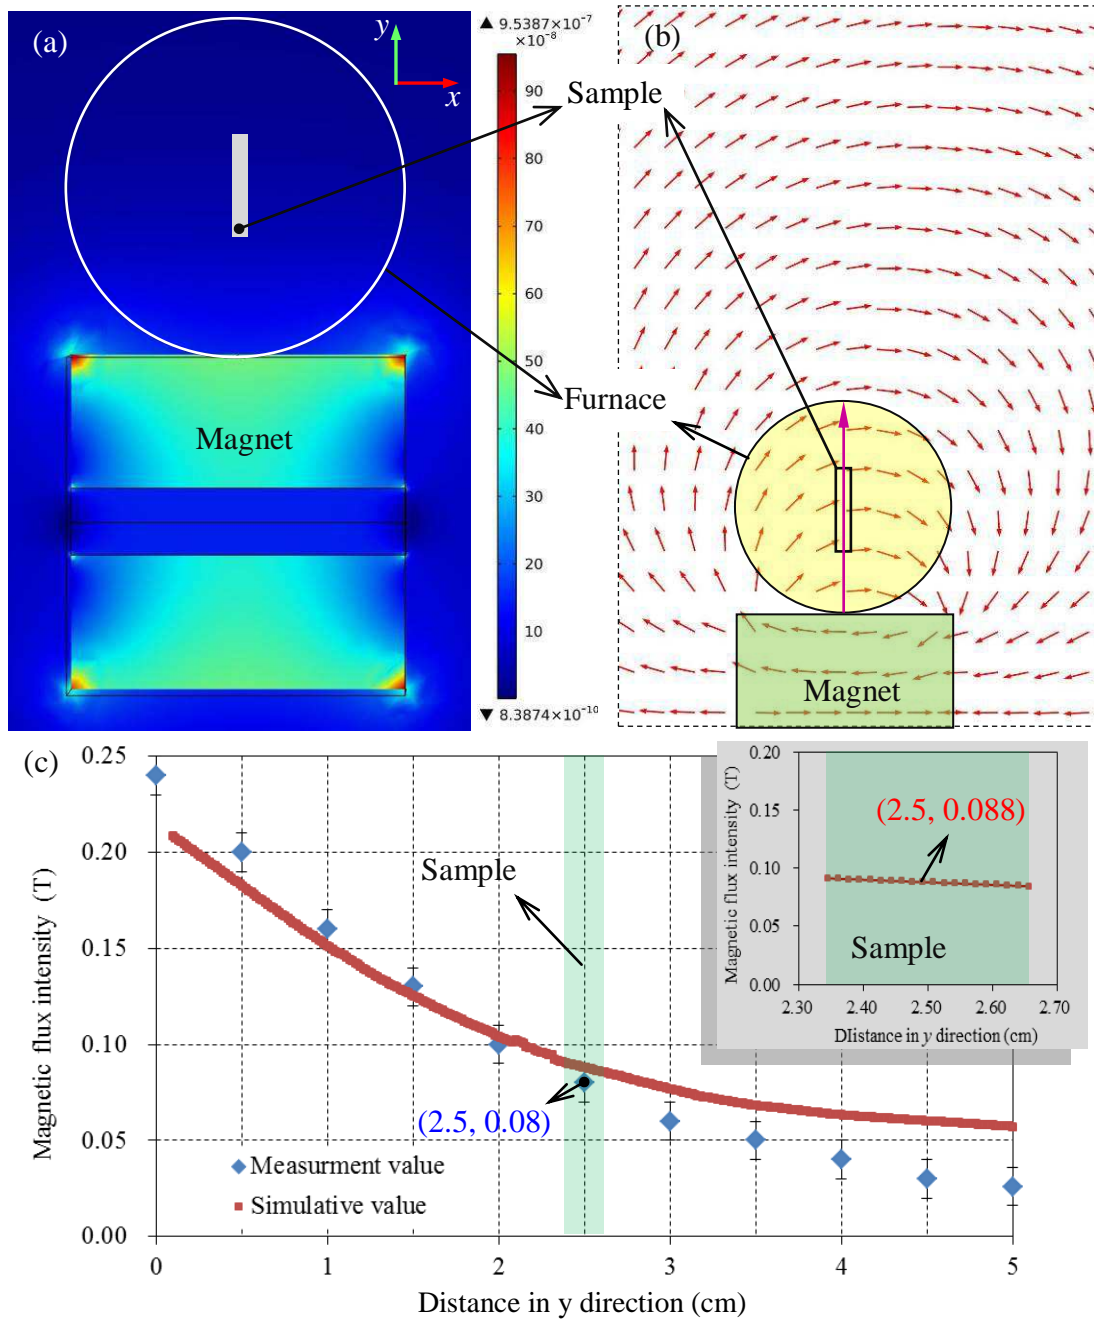 (a)
y
x
▲ 9.5387×10⁻⁷
×10⁻⁸
90
80
70
60
50
40
30
20
10
▼ 8.3874×10⁻¹⁰
Magnet
(b)
Sample
Furnace
Magnet
(c)
Magnetic flux intensity (T)
0.25
0.20
0.15
0.10
0.05
0.00
0
1
2
3
4
5
Distance in y direction (cm)
Sample
(2.5, 0.08)
Measurment value
Simulative value
Magnetic flux intensity (T)
0.20
0.15
0.10
0.05
0.00
(2.5, 0.088)
Sample
2.30
2.40
2.50
2.60
2.70
DIistance in y direction (cm)